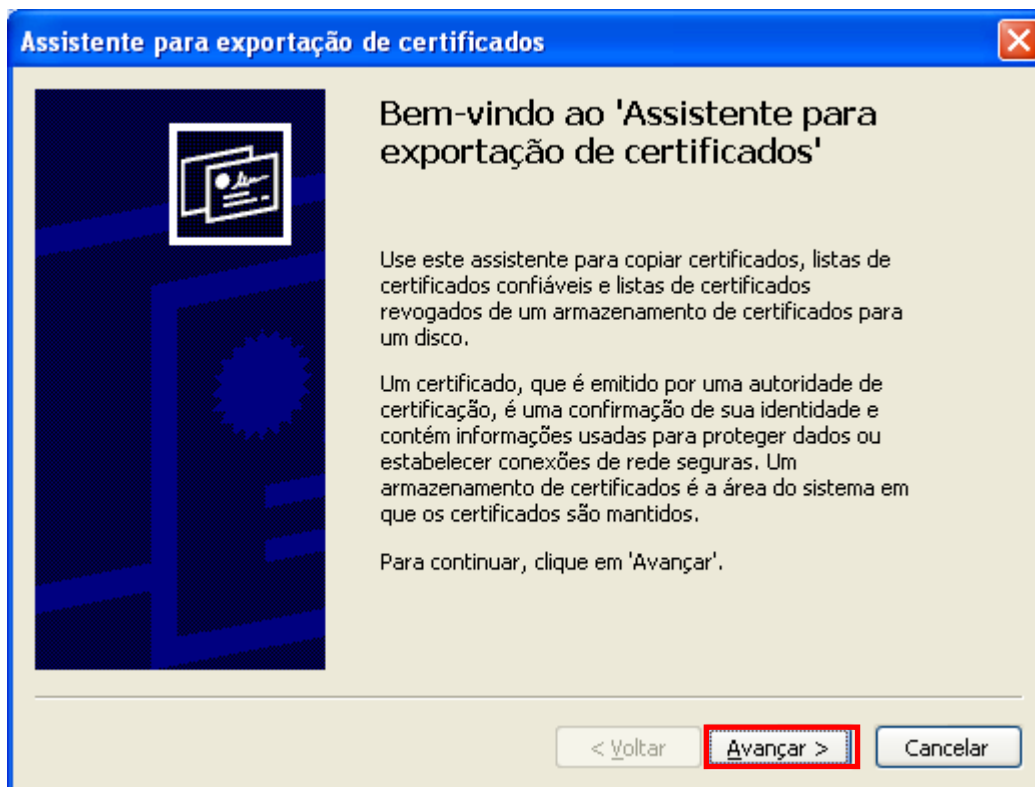 Assistente para exportação de certificados
Bem-vindo ao 'Assistente para
exportação de certificados'
Use este assistente para copiar certificados, listas de
certificados confiáveis e listas de certificados
revogados de um armazenamento de certificados para
um disco.
Um certificado, que é emitido por uma autoridade de
certificação, é uma confirmação de sua identidade e
contém informações usadas para proteger dados ou
estabelecer conexões de rede seguras. Um
armazenamento de certificados é a área do sistema em
que os certificados são mantidos.
Para continuar, clique em 'Avançar'.
< Voltar Avançar > Cancelar